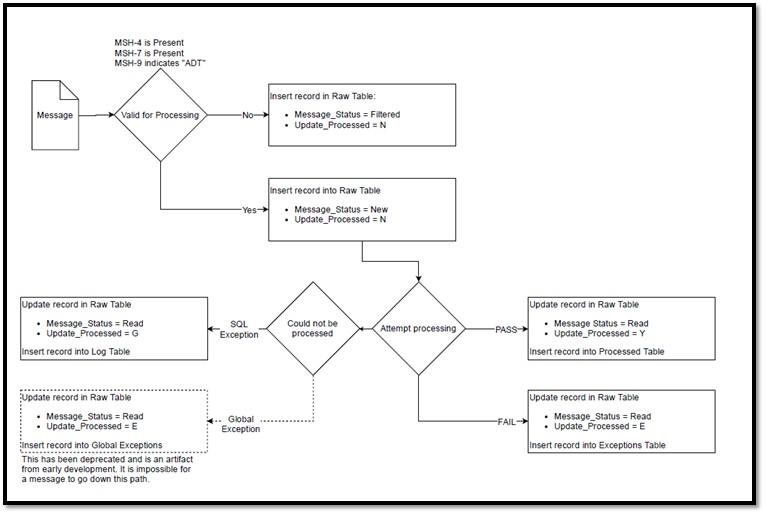 MSH-4 is Present
MSH-7 is Present
MSH-9 indicates "ADT"
Message
Valid for Processing
No
Insert record in Raw Table:
• Message_Status = Filtered
• Update_Processed = N
Yes
Insert record into Raw Table
• Message_Status = New
• Update_Processed = N
Update record in Raw Table
• Message_Status = Read
• Update_Processed = G
Insert record into Log Table
SQL
Exception
Could not be
processed
Attempt processing
PASS
Update record in Raw Table
• Message Status = Read
• Update_Processed = Y
Insert record into Processed Table
Update record in Raw Table
• Message_Status = Read
• Update_Processed = E
Insert record into Global Exceptions
This has been deprecated and is an artifact
from early development. It is impossible for
a message to go down this path.
Global
Exception
FAIL
Update record in Raw Table
• Message_Status = Read
• Update_Processed = E
Insert record into Exceptions Table